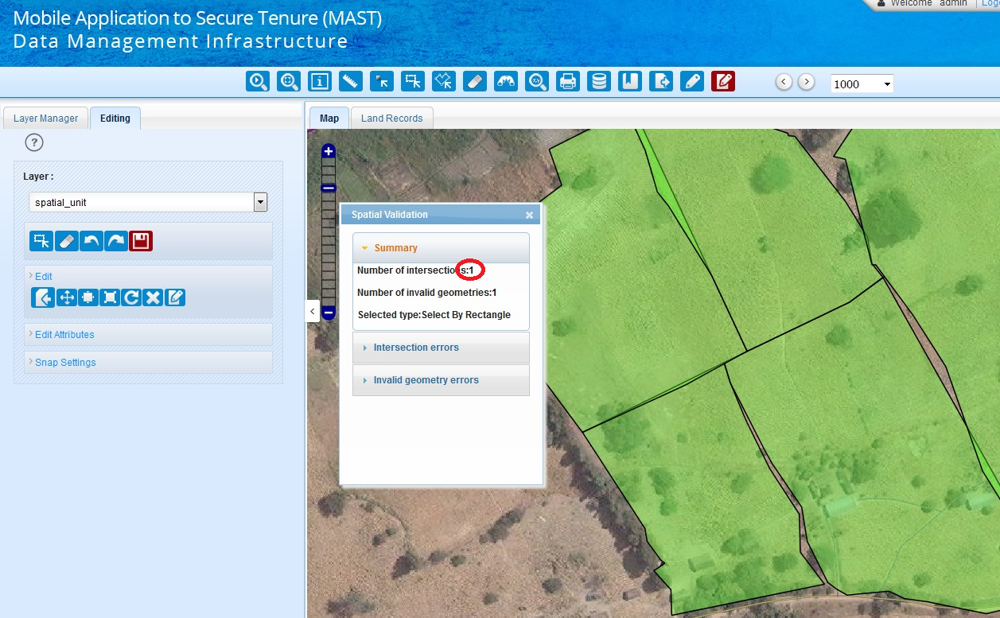 Mobile Application to Secure Tenure (MAST)
Data Management Infrastructure
Welcome admin
1000
Layer Manager
Editing
Map
Land Records
?
Layer :
spatial_unit
Edit
Edit Attributes
Snap Settings
Spatial Validation
Summary
Number of intersections:1
Number of invalid geometries:1
Selected type:Select By Rectangle
Intersection errors
Invalid geometry errors